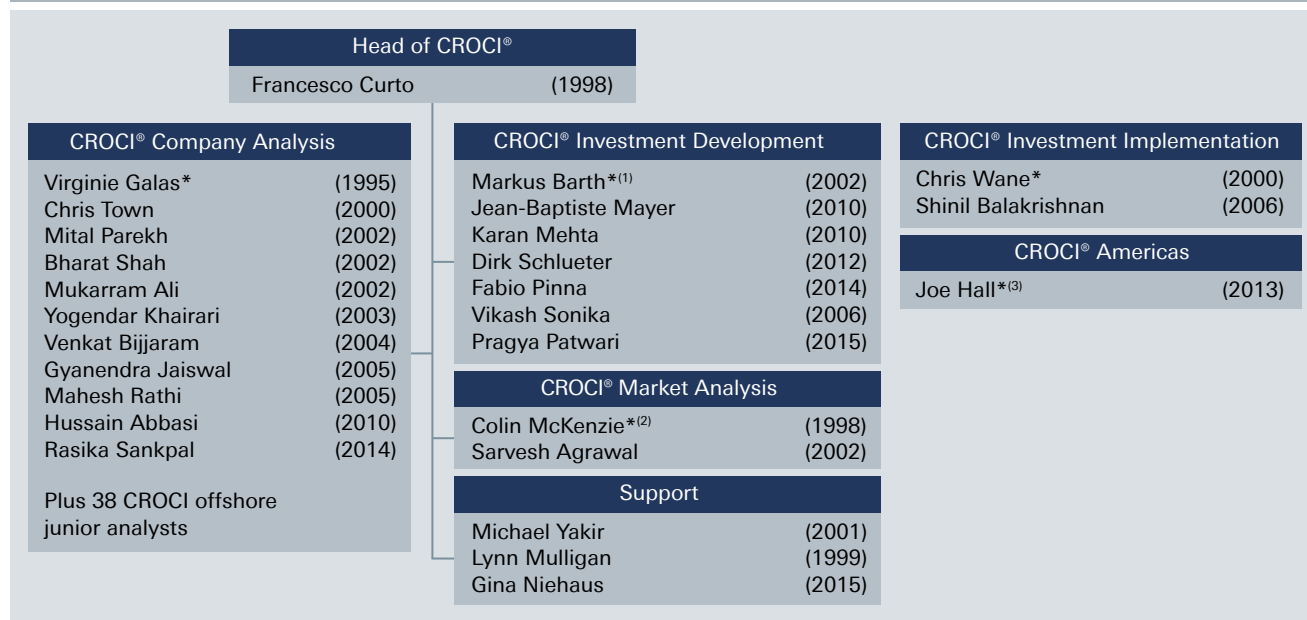 Head of CROCI®
Francesco Curto (1998)
CROCI® Company Analysis
Virginie Galas* (1995)
Chris Town (2000)
Mital Parekh (2002)
Bharat Shah (2002)
Mukarram Ali (2002)
Yogendar Khairari (2003)
Venkat Bijjaram (2004)
Gyanendra Jaiswal (2005)
Mahesh Rathi (2005)
Hussain Abbasi (2010)
Rasika Sankpal (2014)
Plus 38 CROCI offshore
junior analysts
CROCI® Investment Development
Markus Barth*(1) (2002)
Jean-Baptiste Mayer (2010)
Karan Mehta (2010)
Dirk Schlueter (2012)
Fabio Pinna (2014)
Vikash Sonika (2006)
Pragya Patwari (2015)
CROCI® Market Analysis
Colin McKenzie*(2) (1998)
Sarvesh Agrawal (2002)
Support
Michael Yakir (2001)
Lynn Mulligan (1999)
Gina Niehaus (2015)
CROCI® Investment Implementation
Chris Wane* (2000)
Shinil Balakrishnan (2006)
CROCI® Americas
Joe Hall*(3) (2013)